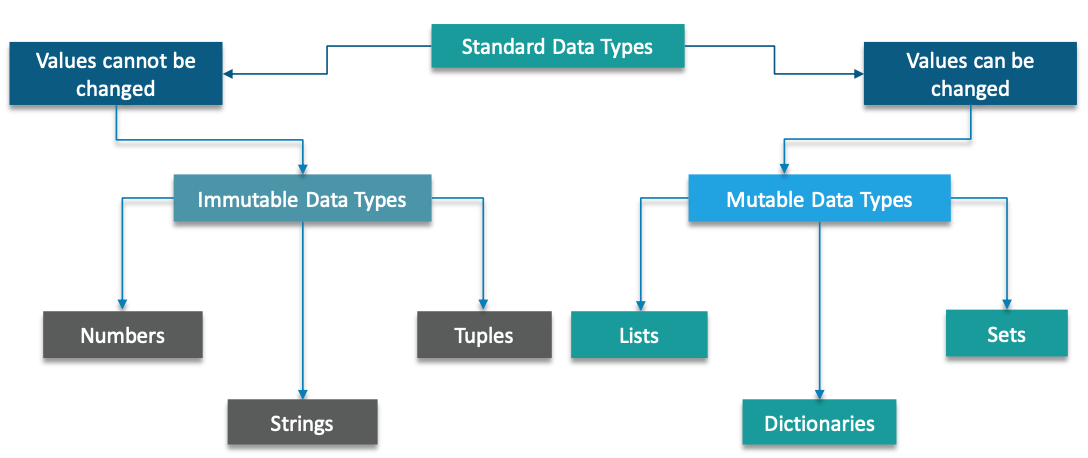 Standard Data Types
Values cannot be
changed
Values can be
changed
Immutable Data Types
Mutable Data Types
Numbers
Tuples
Lists
Sets
Strings
Dictionaries